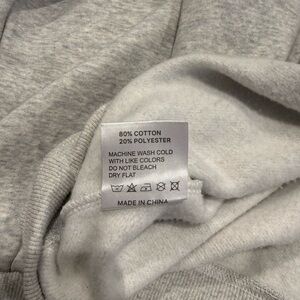 80% COTTON
20% POLYESTER
MACHINE WASH COLD
WITH LIKE COLORS
DO NOT BLEACH
DRY FLAT
MADE IN CHINA